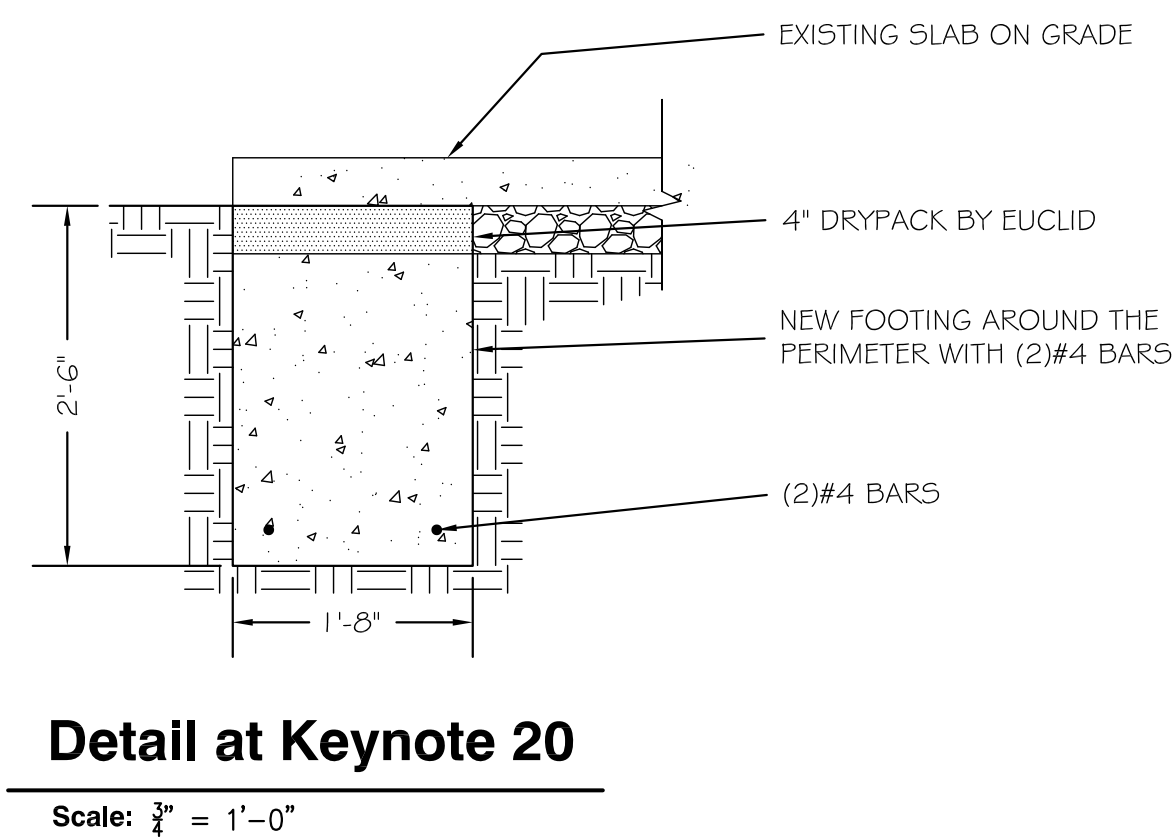 EXISTING SLAB ON GRADE
4" DRYPACK BY EUCLID
NEW FOOTING AROUND THE
PERIMETER WITH (2)#4 BARS
2'-6"
(2)#4 BARS
1'-8"
Detail at Keynote 20
Scale: 3/4" = 1'-0"